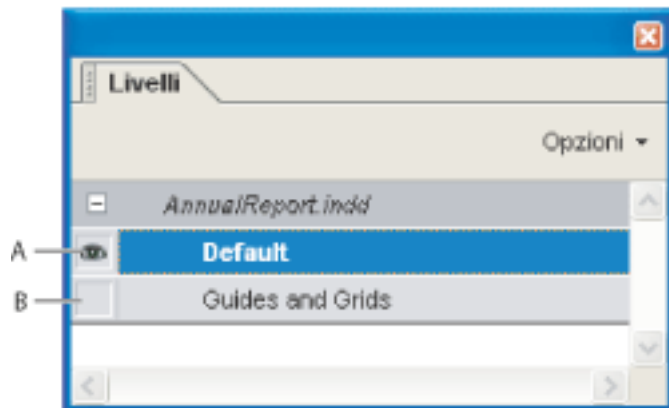 Livelli
Opzioni
AnnualReport.indd
A
Default
B
Guides and Grids